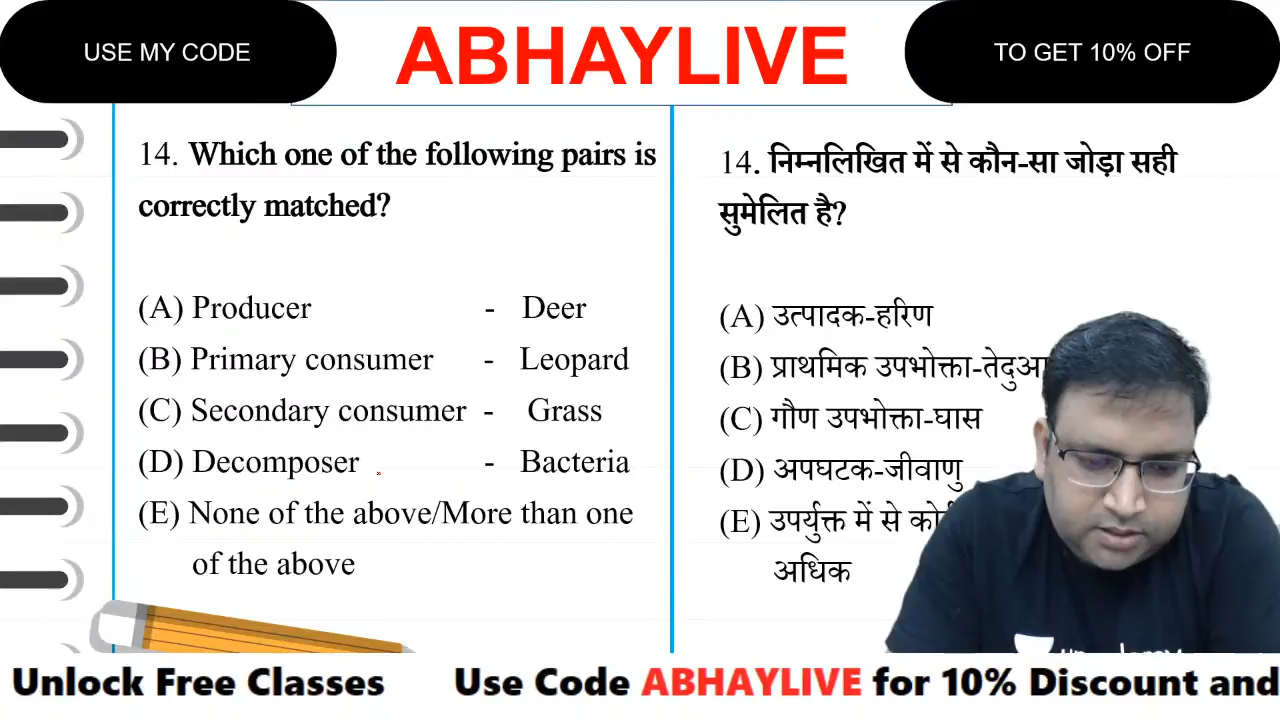 USE MY CODE
ABHAYLIVE
TO GET 10% OFF
14. Which one of the following pairs is
correctly matched?
(A) Producer - Deer
(B) Primary consumer - Leopard
(C) Secondary consumer - Grass
(D) Decomposer - Bacteria
(E) None of the above/More than one
of the above
14. निम्नलिखित में से कौन-सा जोड़ा सही
सुमेलित है?
(A) उत्पादक-हरिण
(B) प्राथमिक उपभोक्ता-तेदुआ
(C) गौण उपभोक्ता-घास
(D) अपघटक-जीवाणु
(E) उपर्युक्त में से
अधिक
Unlock Free Classes Use Code ABHAYLIVE for 10% Discount and